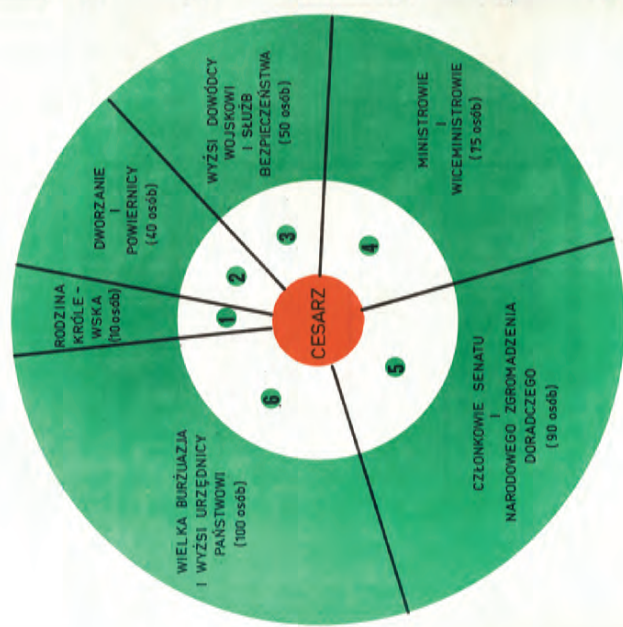 RODZINA
KRÓLE -
WSKA
(10 osób)
1
DWORZANIE
I
POWIERNICY
(40 osób)
2
WYŻSI DOWÓDCY
WOJSKOWI
I SŁUŻB
BEZPIECZEŃSTWA
(50 osób)
3
MINISTROWIE
I
WICEMINISTROWIE
(75 osób)
4
CZŁONKOWIE SENATU
I
NARODOWEGO ZGROMADZENIA
DORADCZEGO
(90 osób)
5
WIELKA BURŻUAZJA
I WYŻSI URZĘDNICY
PAŃSTWOWI
(100 osób)
6
CESARZ